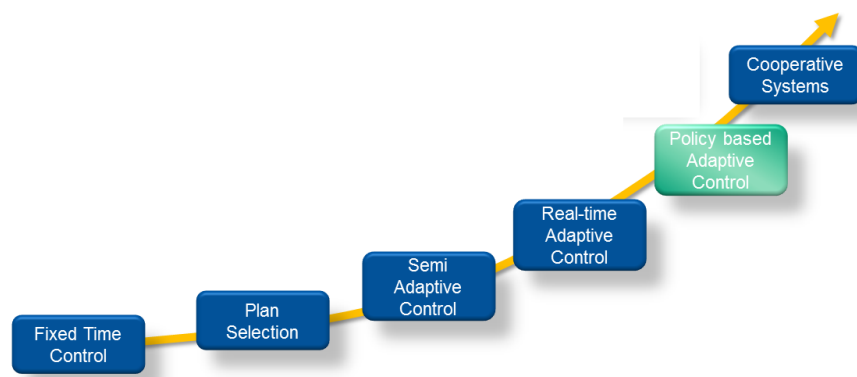 Fixed Time
Control
Plan
Selection
Semi
Adaptive
Control
Real-time
Adaptive
Control
Policy based
Adaptive
Control
Cooperative
Systems